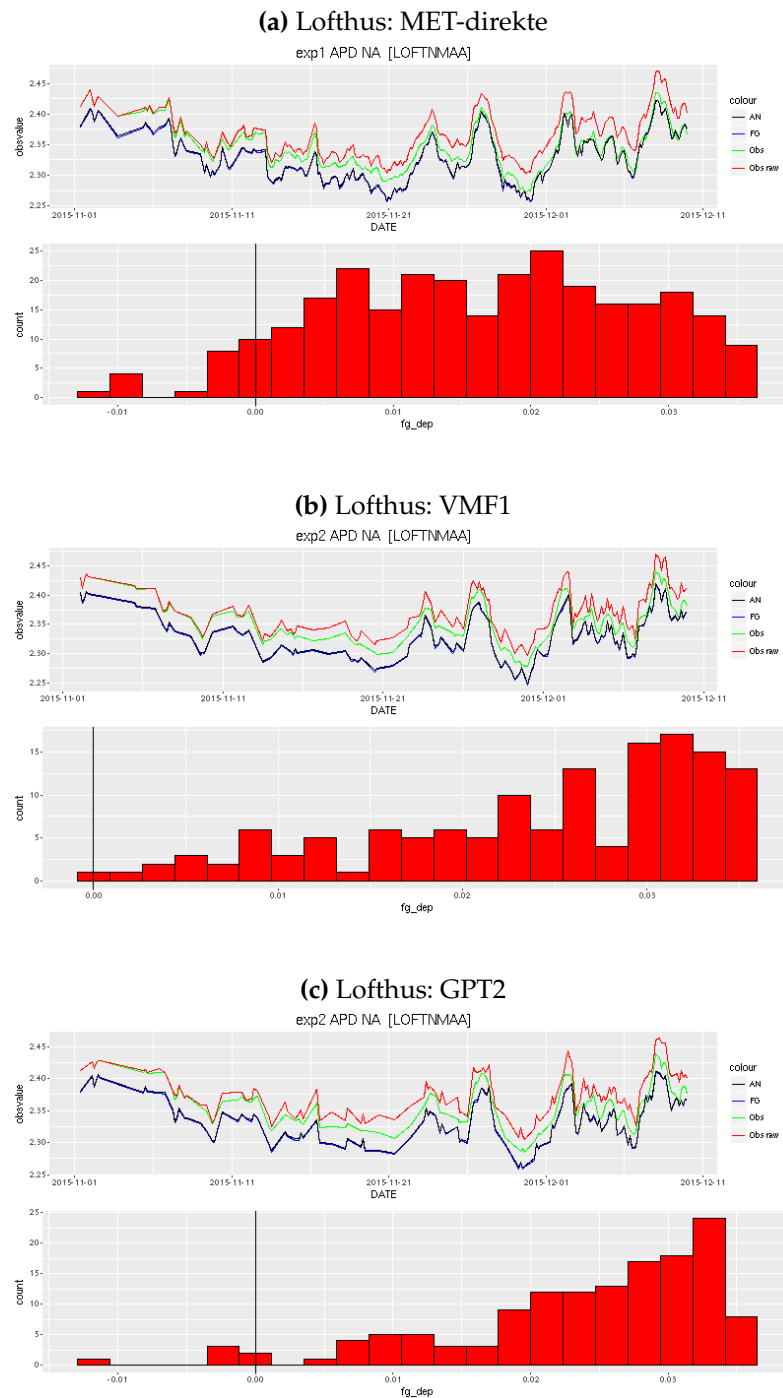 (a) Lofthus: MET-direkte
exp1 APD NA [LOFTNMAA]
obsvalue
2.45
2.40
2.35
2.30
2.25
2015-11-01 2015-11-11 2015-11-21 2015-12-01 2015-12-11
DATE
colour
AN
FG
Obs
Obs raw
count
25
20
15
10
5
0
-0.01 0.00 0.01 0.02 0.03
fg_dep
(b) Lofthus: VMF1
exp2 APD NA [LOFTNMAA]
obsvalue
2.45
2.40
2.35
2.30
2.25
2015-11-01 2015-11-11 2015-11-21 2015-12-01 2015-12-11
DATE
colour
AN
FG
Obs
Obs raw
count
15
10
5
0
0.00 0.01 0.02 0.03
fg_dep
(c) Lofthus: GPT2
exp2 APD NA [LOFTNMAA]
obsvalue
2.45
2.40
2.35
2.30
2.25
2015-11-01 2015-11-11 2015-11-21 2015-12-01 2015-12-11
DATE
colour
AN
FG
Obs
Obs raw
count
25
20
15
10
5
0
-0.01 0.00 0.01 0.02 0.03
fg_dep